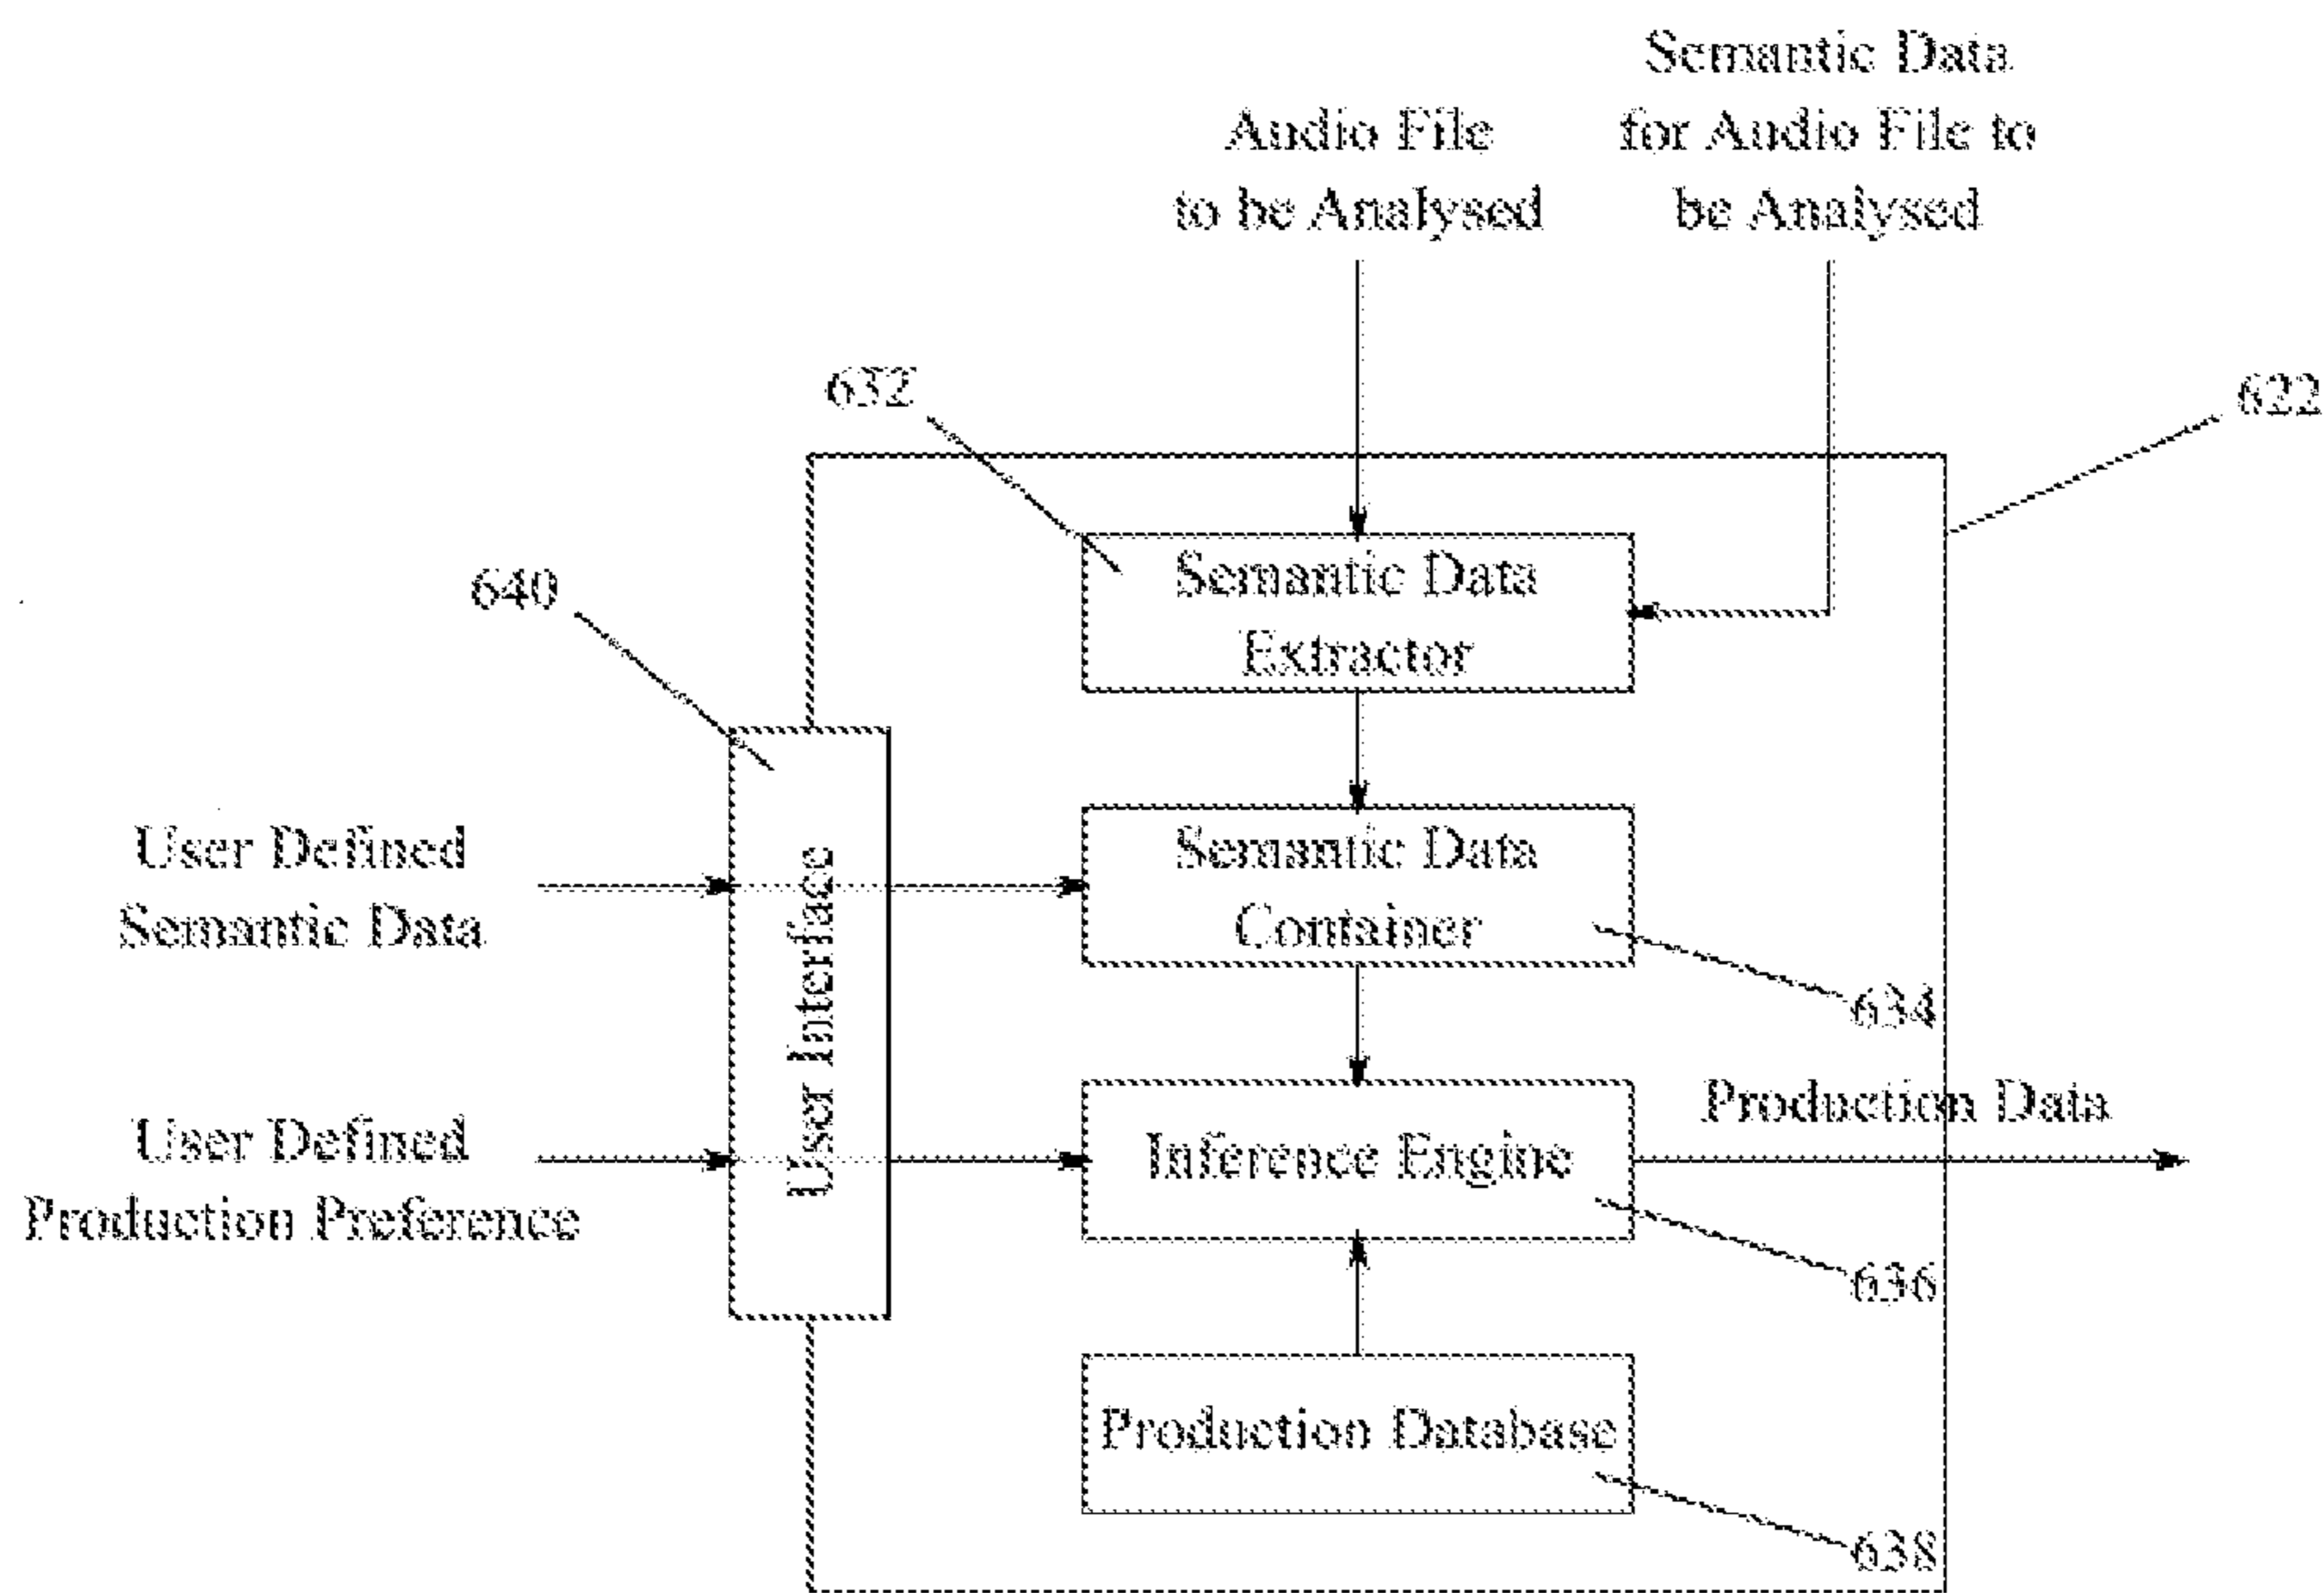 Semantic Data
for Audio File to
be Analysed
Audio File
to be Analysed
632
622
640
Semantic Data
Extractor
User Defined
Semantic Data
User Interface
Semantic Data
Container
634
User Defined
Production Preference
Inference Engine
Production Data
636
Production Database
638